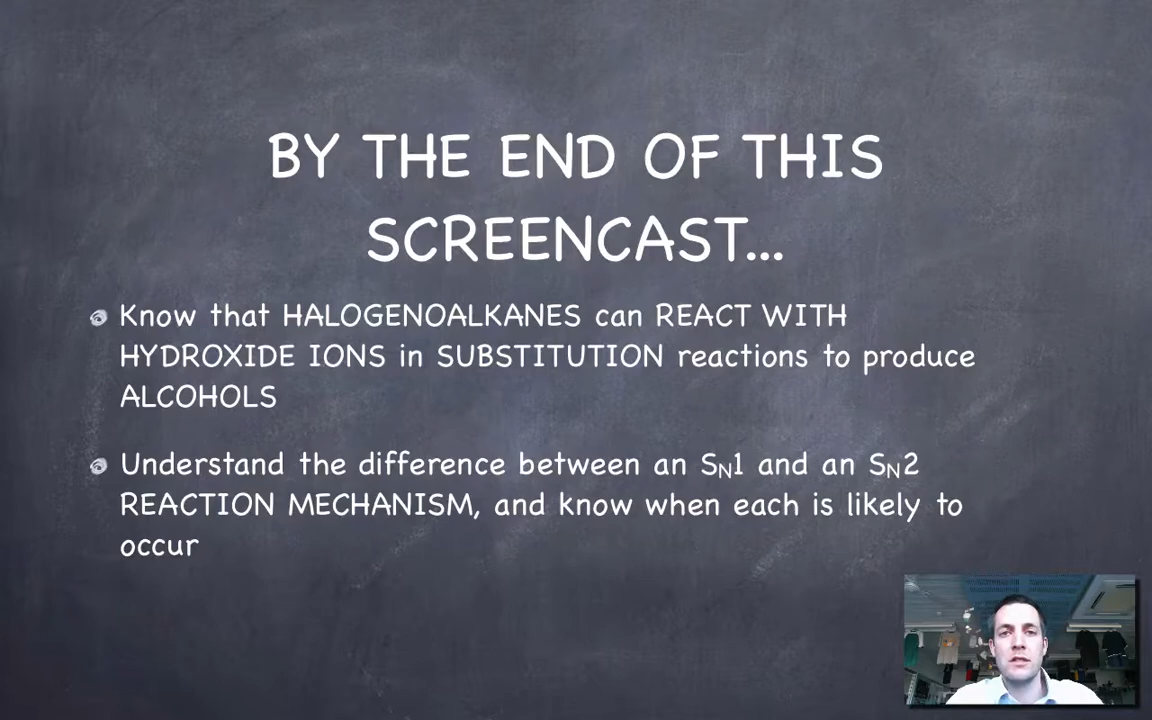 BY THE END OF THIS
SCREENCAST...
Know that HALOGENOALKANES can REACT WITH
HYDROXIDE IONS in SUBSTITUTION reactions to produce
ALCOHOLS
Understand the difference between an SN1 and an SN2
REACTION MECHANISM, and know when each is likely to
occur